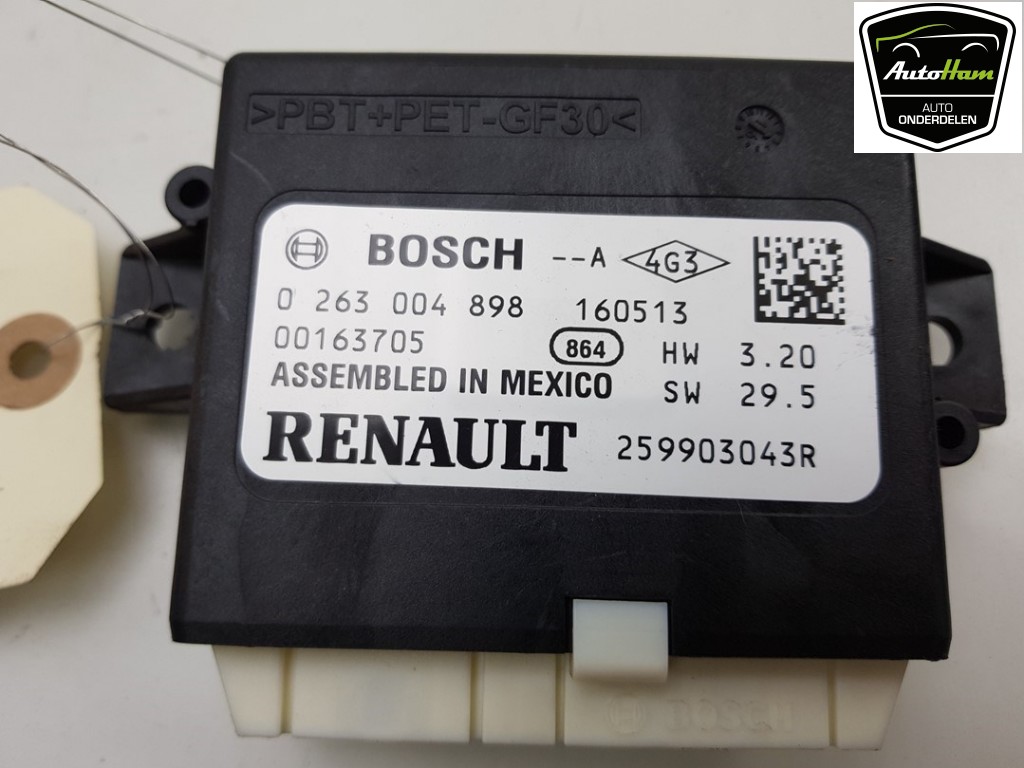 >PBT+PET-GF30<
AutoHam
AUTO
ONDERDELEN
BOSCH --A 4G3
0 263 004 898 160513
00163705 864 HW 3.20
ASSEMBLED IN MEXICO SW 29.5
RENAULT 259903043R
BOSCH